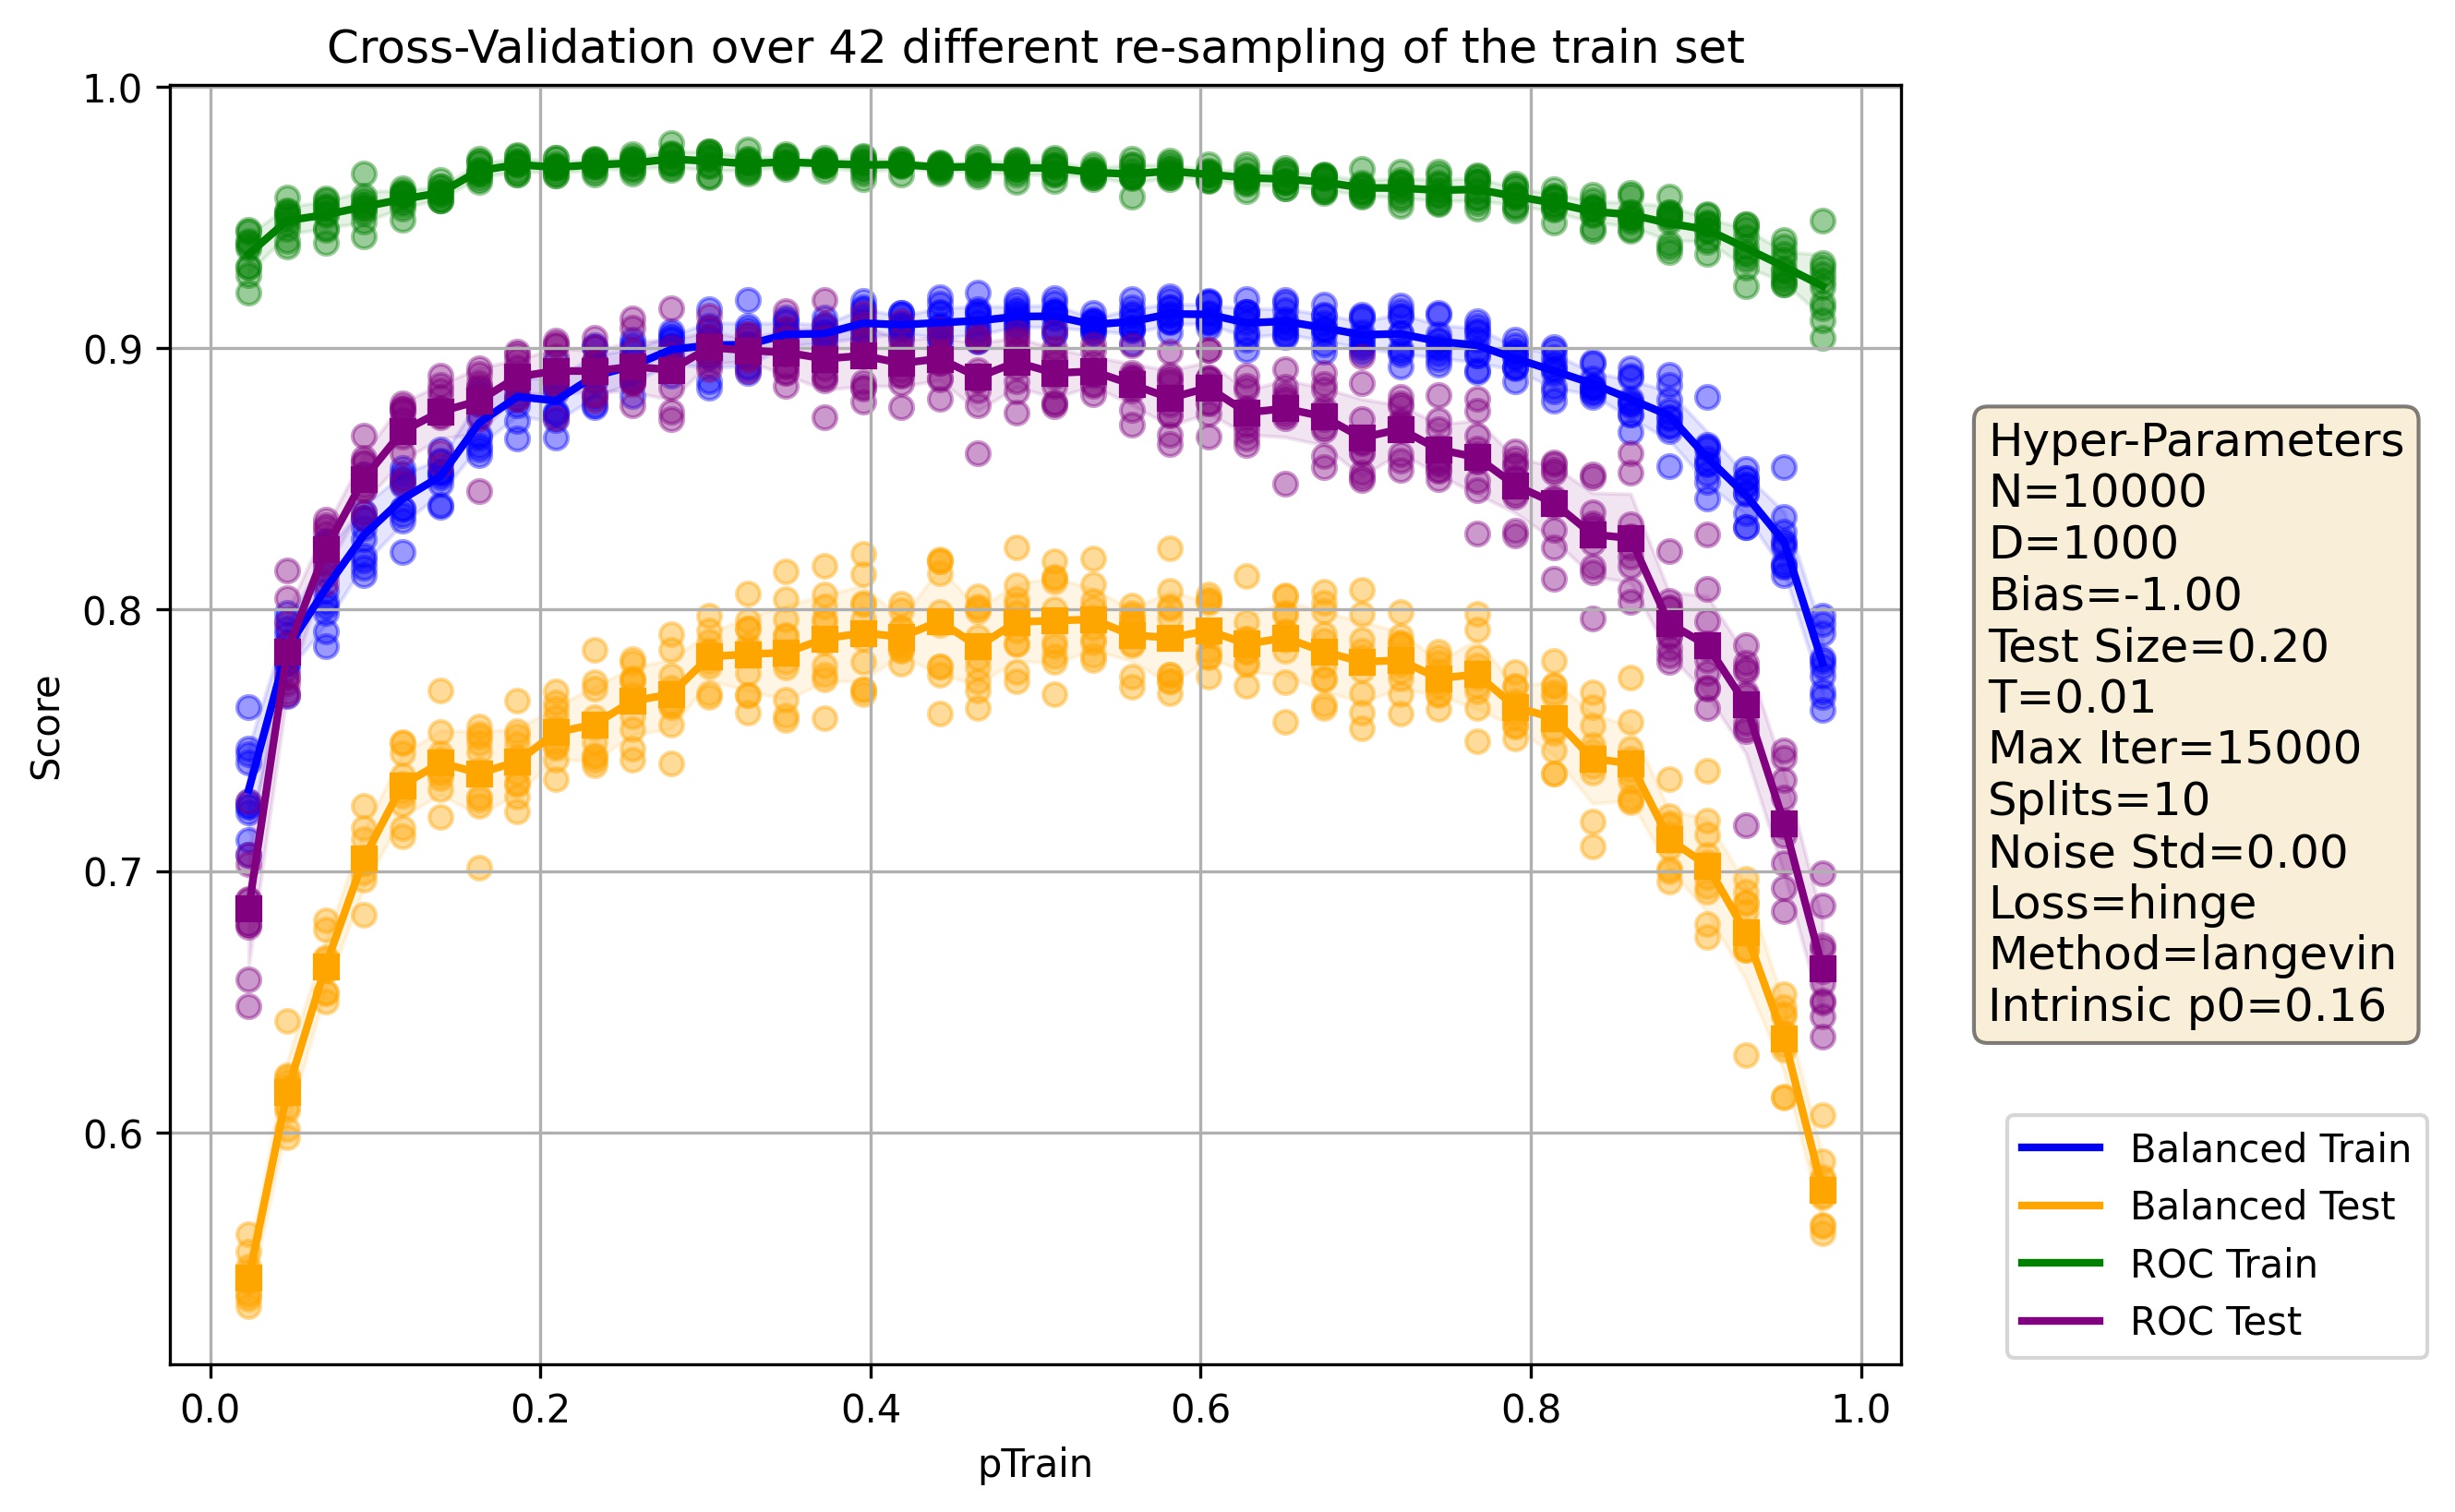 Cross-Validation over 42 different re-sampling of the train set
1.0
0.9
0.8
0.7
0.6
Score
0.0 0.2 0.4 0.6 0.8 1.0
pTrain
Hyper-Parameters
N=10000
D=1000
Bias=-1.00
Test Size=0.20
T=0.01
Max Iter=15000
Splits=10
Noise Std=0.00
Loss=hinge
Method=langevin
Intrinsic p0=0.16
Balanced Train
Balanced Test
ROC Train
ROC Test